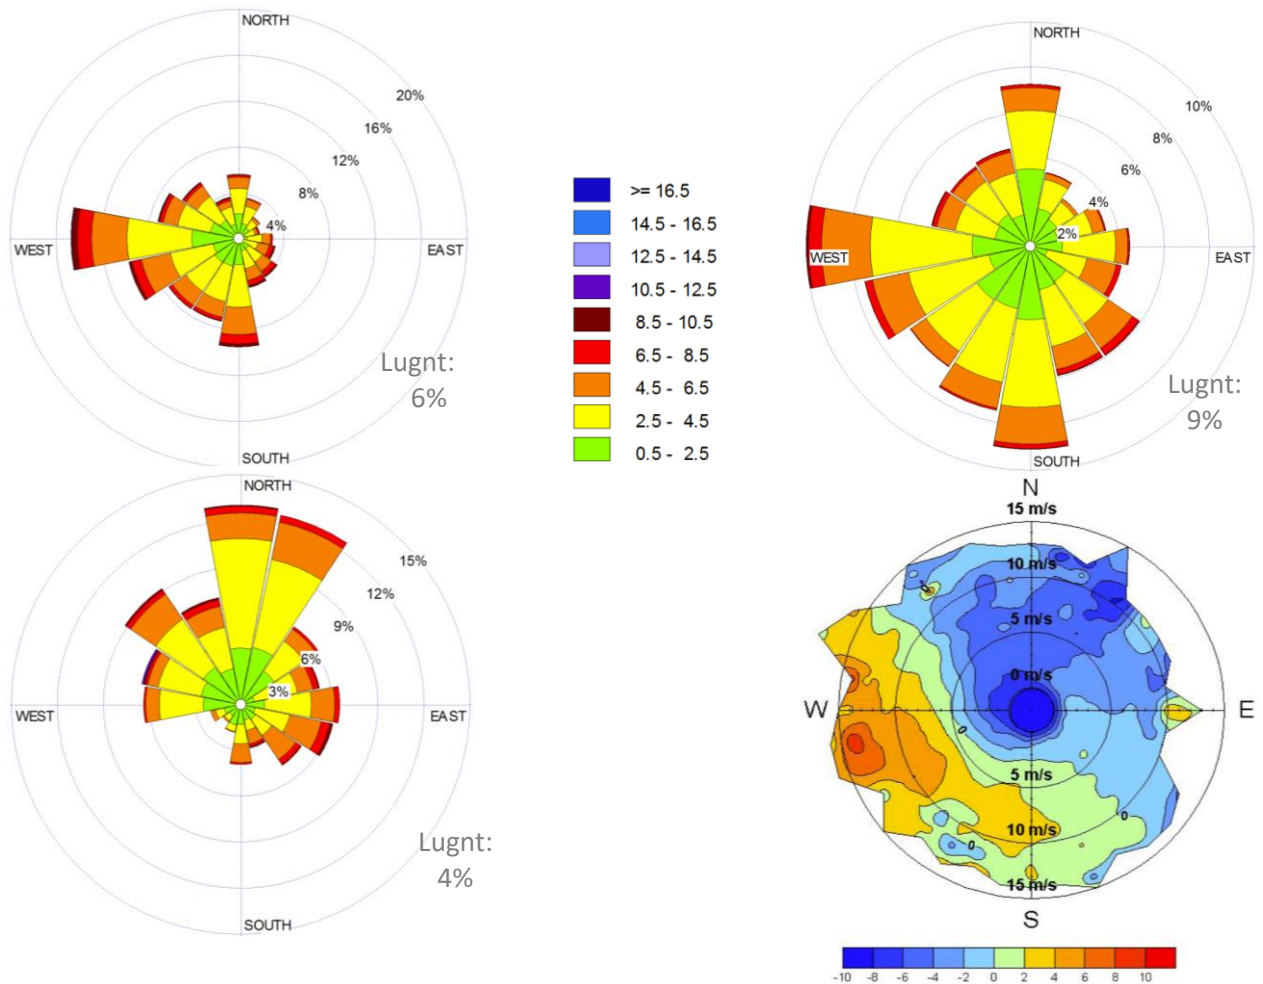 NORTH
20%
16%
12%
8%
4%
WEST
EAST
Lugnt:
6%
SOUTH
>= 16.5
14.5 - 16.5
12.5 - 14.5
10.5 - 12.5
8.5 - 10.5
6.5 - 8.5
4.5 - 6.5
2.5 - 4.5
0.5 - 2.5
NORTH
10%
8%
6%
4%
2%
WEST
EAST
Lugnt:
9%
SOUTH
NORTH
15%
12%
9%
6%
3%
WEST
EAST
Lugnt:
4%
SOUTH
N
15 m/s
10 m/s
5 m/s
0 m/s
W
E
0
5 m/s
0
10 m/s
0
15 m/s
S
-10 -8 -6 -4 -2 0 2 4 6 8 10